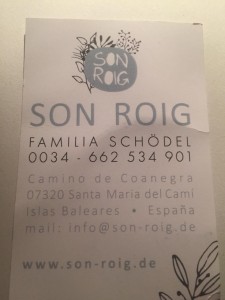 SON
ROIG
SON ROIG
FAMILIA SCHÖDEL
0034 - 662 534 901
Camino de Coanegra
07320 Santa Maria del Camí
Islas Baleares • España
mail: info@son-roig.de
www.son-roig.de